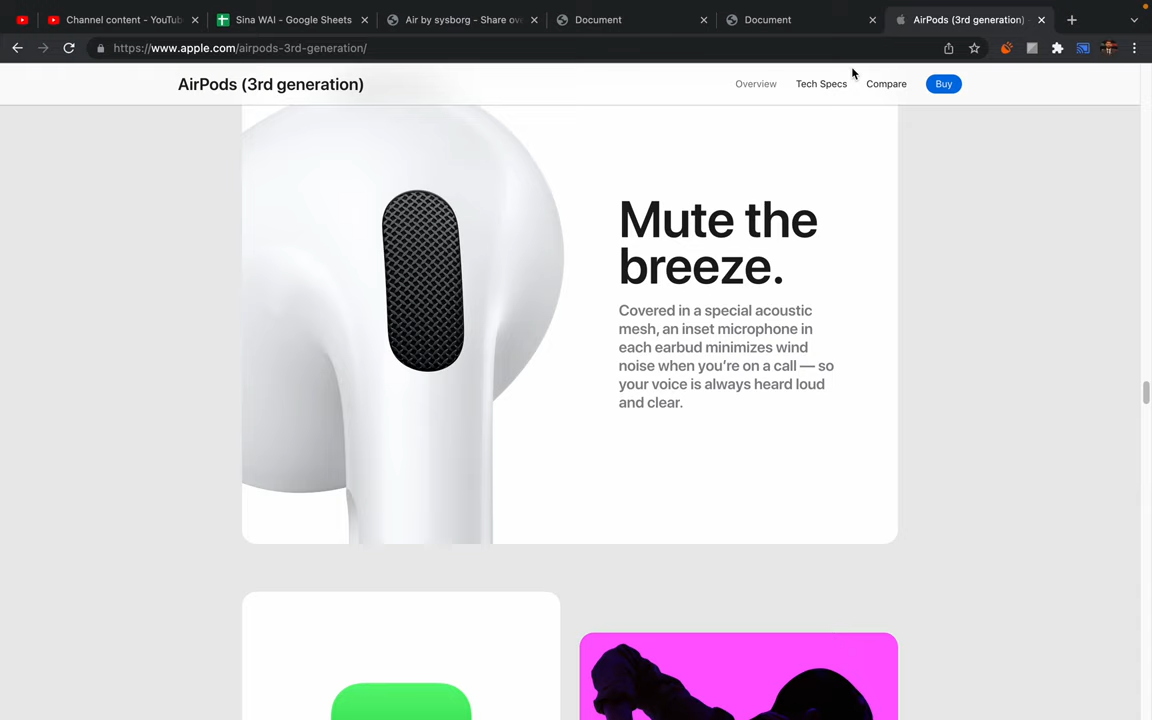 Channel content - YouTub
Sina WAI - Google Sheets
Air by sysborg - Share ove
Document
Document
AirPods (3rd generation)
https://www.apple.com/airpods-3rd-generation/
AirPods (3rd generation)
Overview
Tech Specs
Compare
Buy
Mute the
breeze.
Covered in a special acoustic
mesh, an inset microphone in
each earbud minimizes wind
noise when you're on a call — so
your voice is always heard loud
and clear.